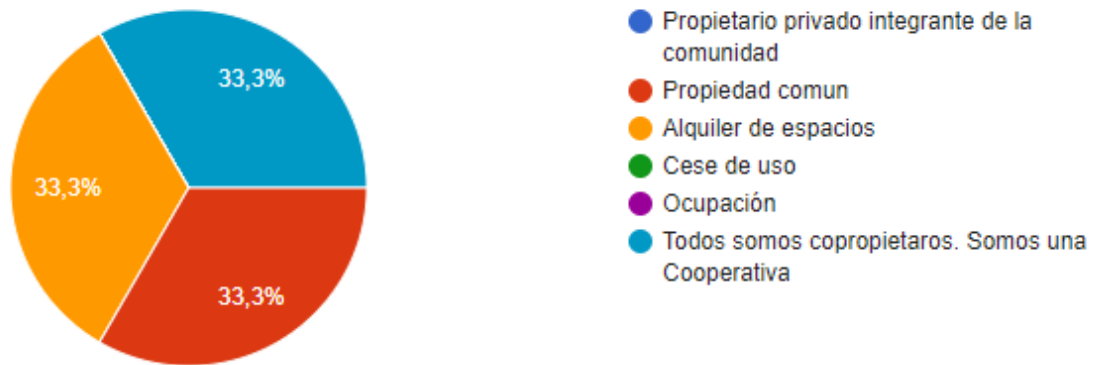 33,3%
33,3%
33,3%
Propietario privado integrante de la
comunidad
Propiedad comun
Alquiler de espacios
Cese de uso
Ocupación
Todos somos copropietaros. Somos una
Cooperativa